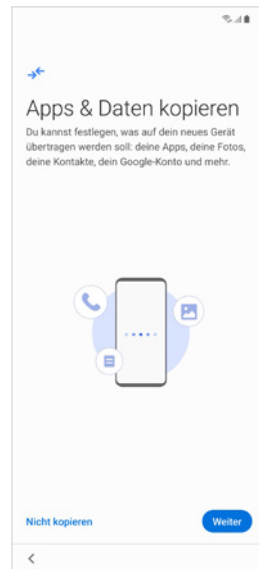 Apps & Daten kopieren
Du kannst festlegen, was auf dein neues Gerät
übertragen werden soll: deine Apps, deine Fotos,
deine Kontakte, dein Google-Konto und mehr.
Nicht kopieren
Weiter